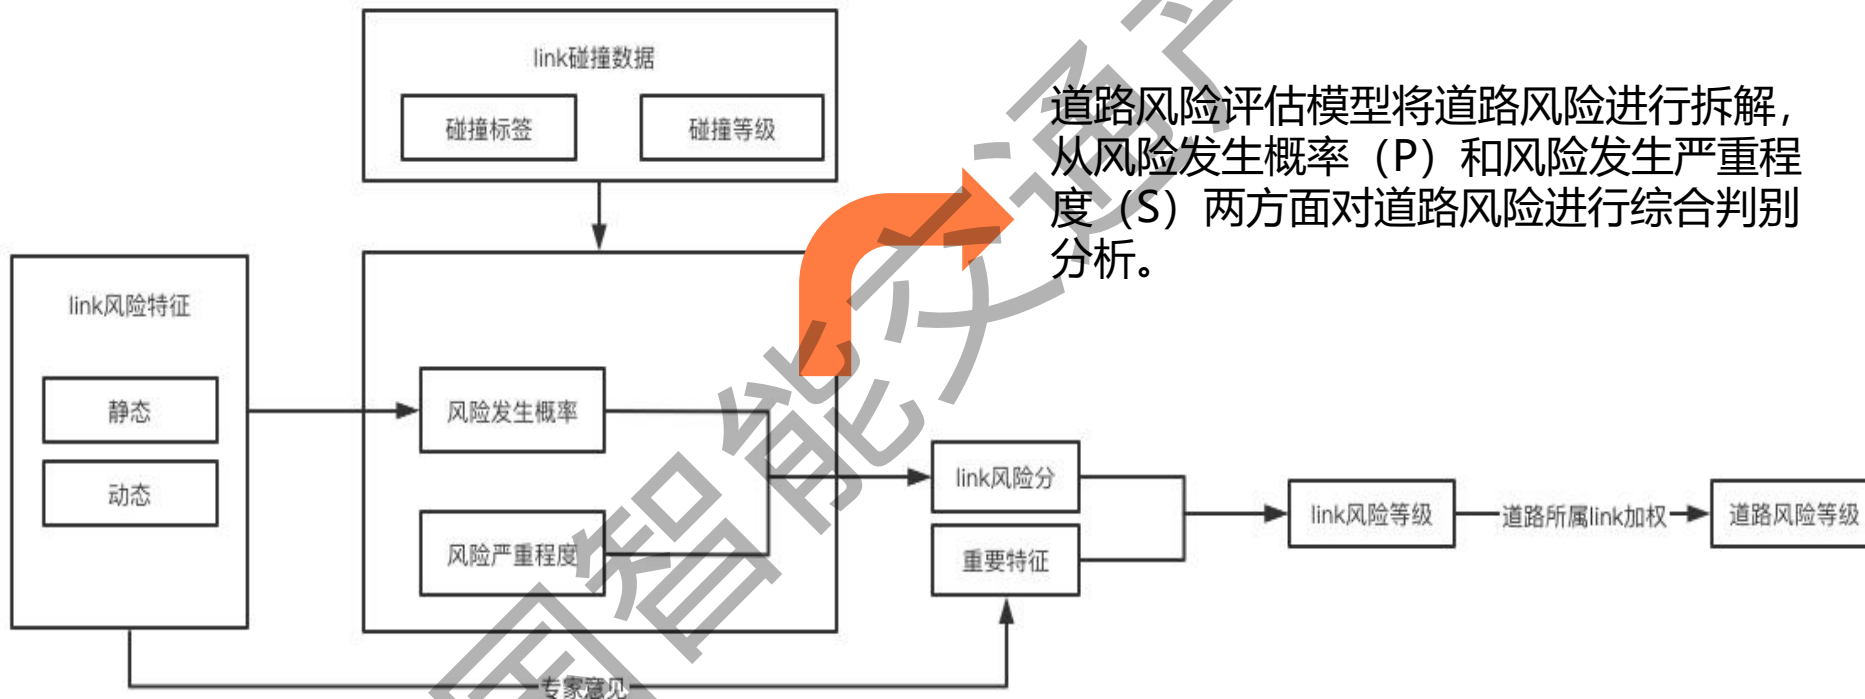 link碰撞数据
碰撞标签
碰撞等级
道路风险评估模型将道路风险进行拆解，
从风险发生概率（P）和风险发生严重程
度（S）两方面对道路风险进行综合判别
分析。
link风险特征
静态
动态
风险发生概率
风险严重程度
link风险分
重要特征
link风险等级
道路所属link加权
道路风险等级
专家意见
国智能交通产